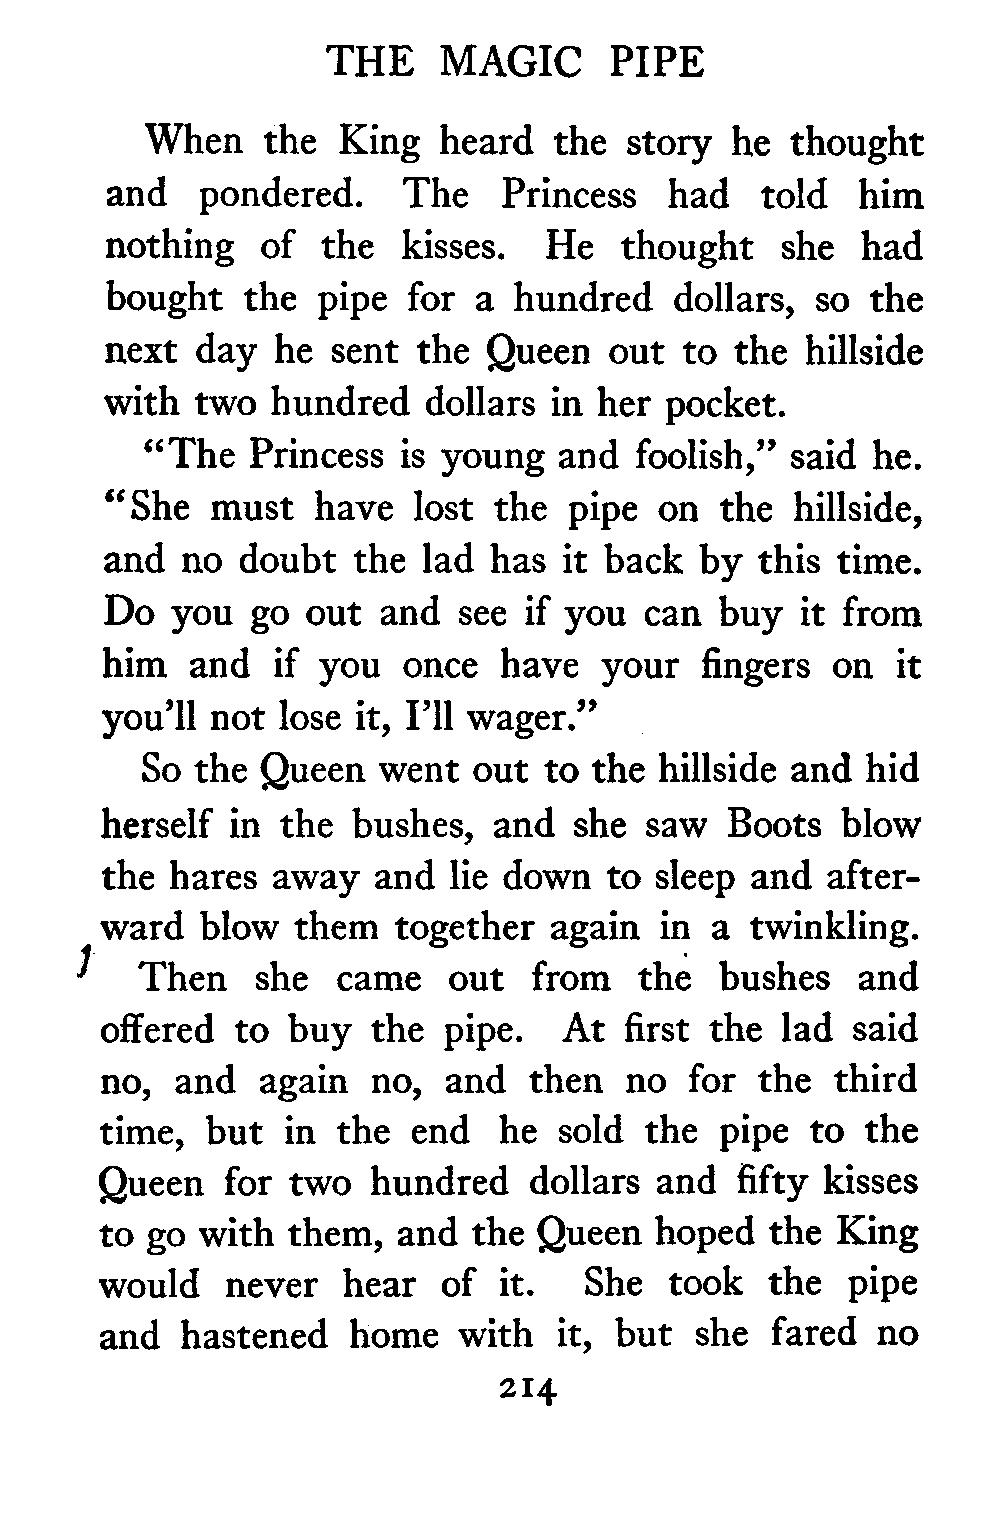 THE MAGIC PIPE
When the King heard the story he thought
and pondered. The Princess had told him
nothing of the kisses. He thought she had
bought the pipe for a hundred dollars, so the
next day he sent the Queen out to the hillside
with two hundred dollars in her pocket.
“The Princess is young and foolish,” said he.
“She must have lost the pipe on the hillside,
and no doubt the lad has it back by this time.
Do you go out and see if you can buy it from
him and if you once have your fingers on it
you’ll not lose it, I’ll wager.”
So the Queen went out to the hillside and hid
herself in the bushes, and she saw Boots blow
the hares away and lie down to sleep and after-
ward blow them together again in a twinkling.
Then she came out from the bushes and
offered to buy the pipe. At first the lad said
no, and again no, and then no for the third
time, but in the end he sold the pipe to the
Queen for two hundred dollars and fifty kisses
to go with them, and the Queen hoped the King
would never hear of it. She took the pipe
and hastened home with it, but she fared no
214